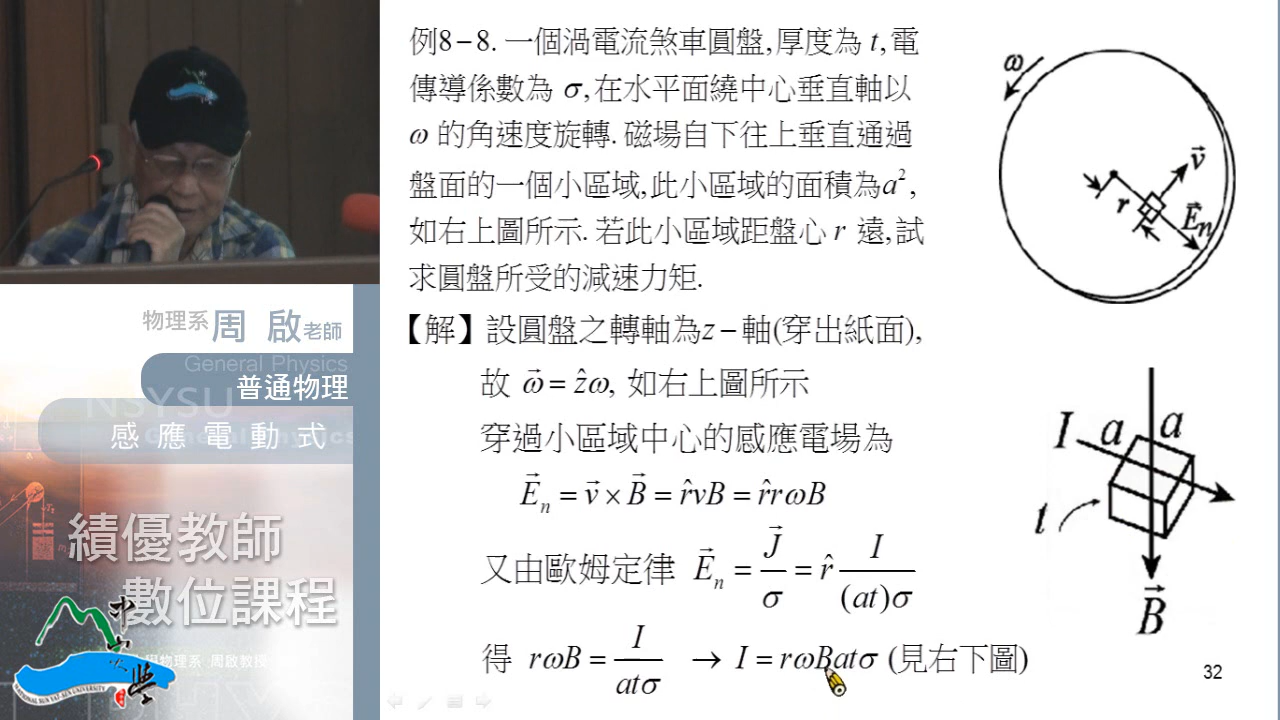 例8－8. 一個渦電流煞車圓盤,厚度為 t,電
傳導係數為 σ,在水平面繞中心垂直軸以
ω 的角速度旋轉. 磁場自下往上垂直通過
盤面的一個小區域,此小區域的面積為a²,
如右上圖所示. 若此小區域距盤心 r 遠,試
求圓盤所受的減速力矩.
【解】設圓盤之轉軸為z－軸(穿出紙面),
故 ω⃗ = ẑω, 如右上圖所示
穿過小區域中心的感應電場為
E⃗ₙ = v⃗ × B⃗ = r̂vB = r̂rωB
又由歐姆定律 E⃗ₙ = J⃗/σ = r̂ I/((at)σ)
得 rωB = I/(atσ) → I = rωBatσ (見右下圖)
ω
v⃗
r
E⃗ₙ
I
a
a
t
B⃗
32
物理系周 啟老師
General Physics
普通物理
NSYSU
感 應 電 動 式
績優教師
數位課程
中山大學